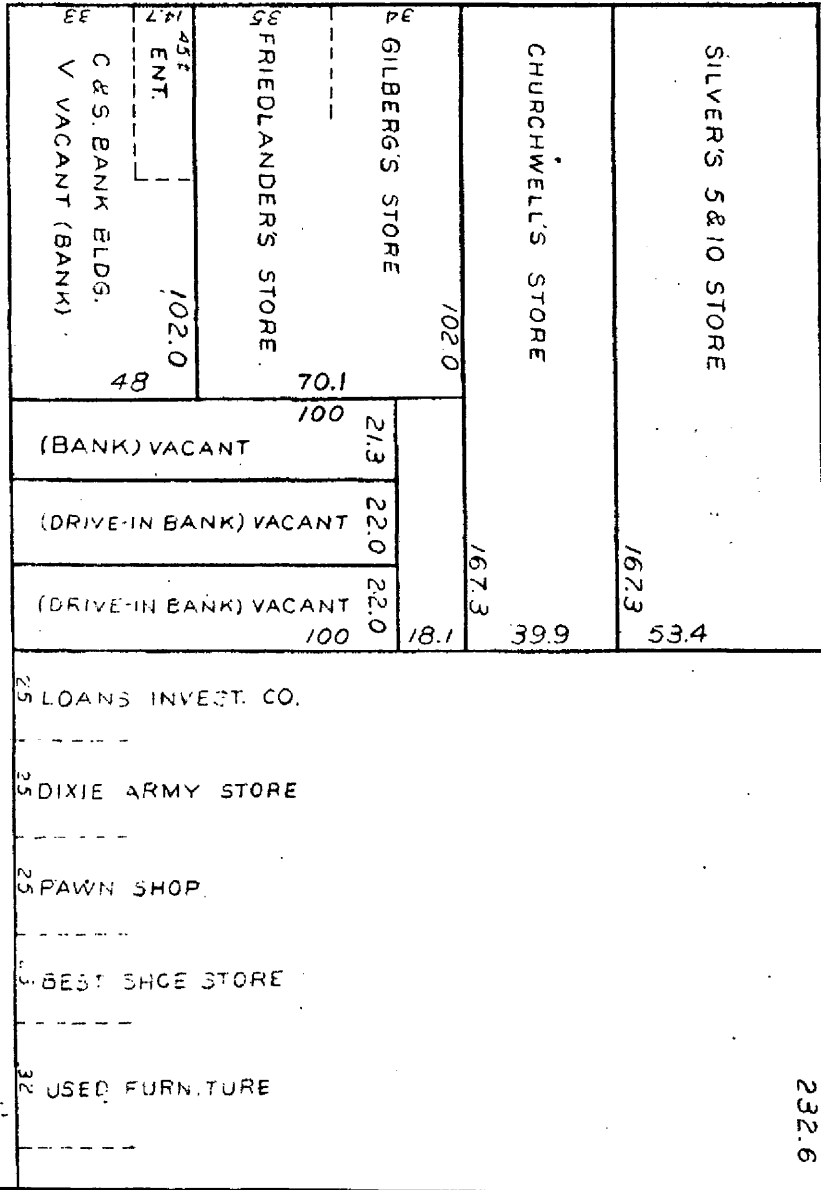 33
14.7
35
34
45±
ENT.
C & S. BANK BLDG.
V VACANT (BANK)
FRIEDLANDER'S STORE
GILBERG'S STORE
CHURCHWELL'S STORE
SILVER'S 5&10 STORE
102.0
102.0
48
70.1
100
(BANK) VACANT
21.3
(DRIVE-IN BANK) VACANT
22.0
(DRIVE-IN BANK) VACANT
22.0
100
18.1
167.3
39.9
167.3
53.4
25 LOANS INVEST. CO.
25 DIXIE ARMY STORE
25 PAWN SHOP
BEST SHOE STORE
32 USED FURNITURE
232.6